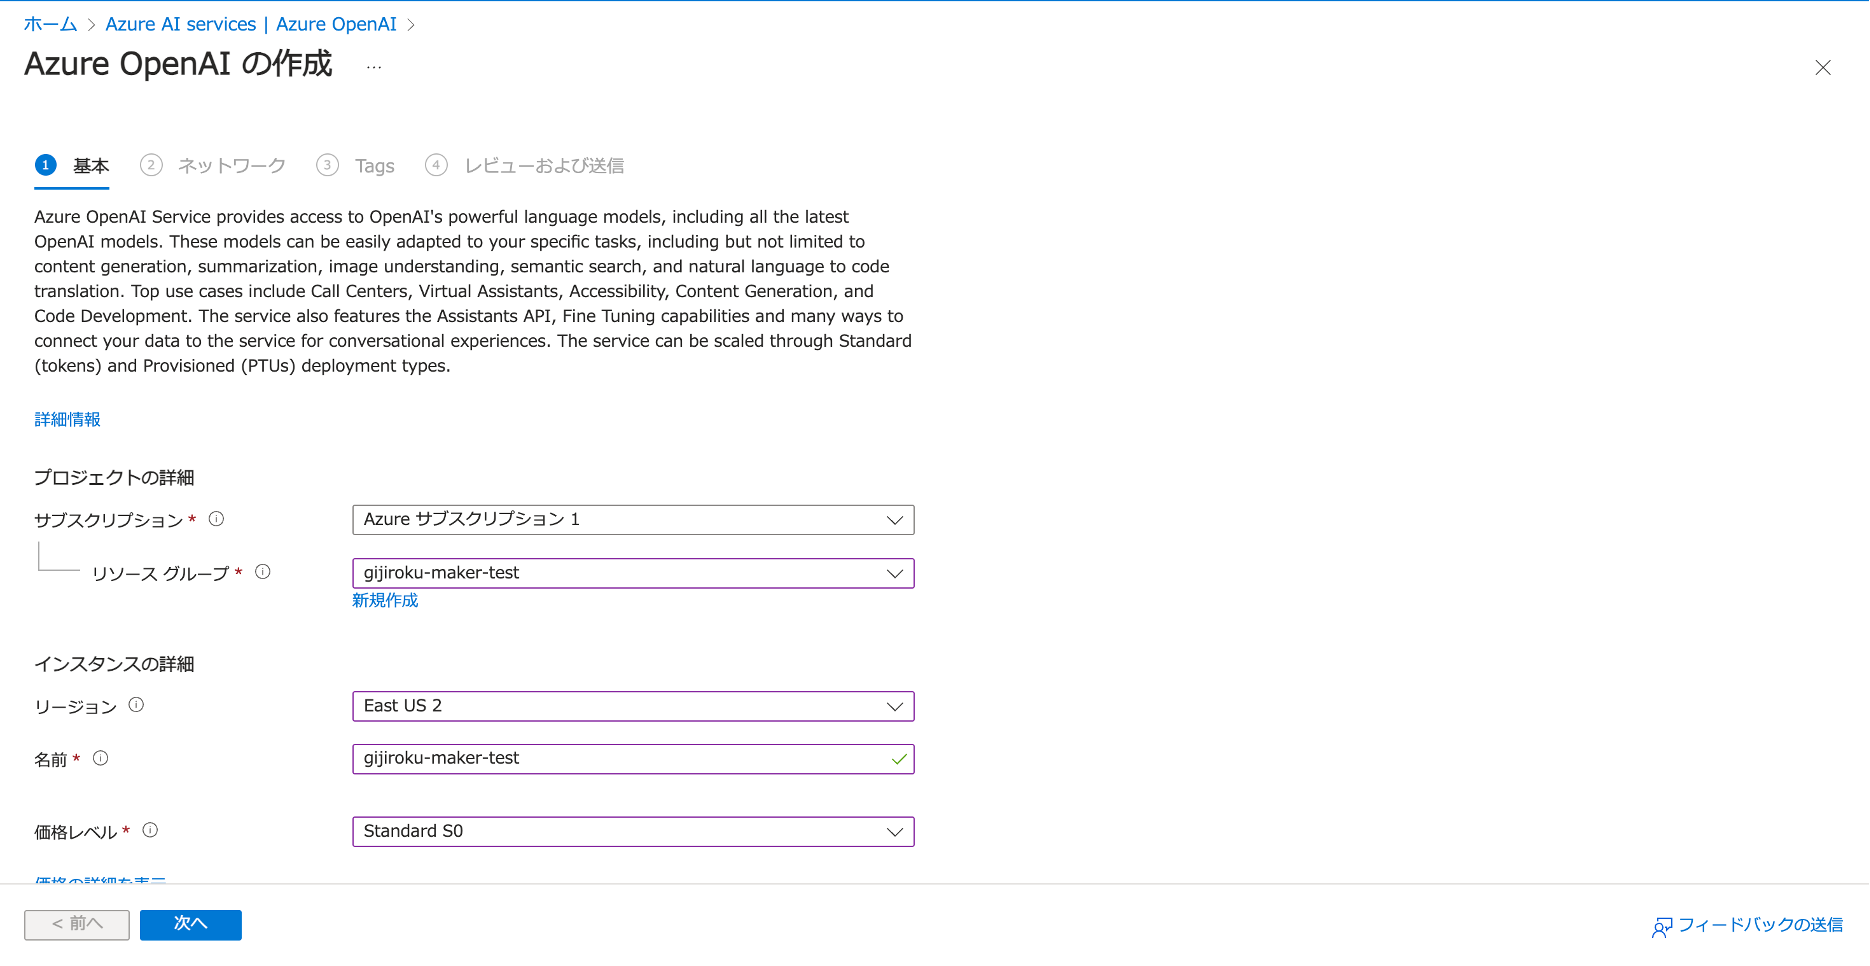 ホーム > Azure AI services | Azure OpenAI >
Azure OpenAI の作成 …
1 基本 2 ネットワーク 3 Tags 4 レビューおよび送信
Azure OpenAI Service provides access to OpenAI's powerful language models, including all the latest
OpenAI models. These models can be easily adapted to your specific tasks, including but not limited to
content generation, summarization, image understanding, semantic search, and natural language to code
translation. Top use cases include Call Centers, Virtual Assistants, Accessibility, Content Generation, and
Code Development. The service also features the Assistants API, Fine Tuning capabilities and many ways to
connect your data to the service for conversational experiences. The service can be scaled through Standard
(tokens) and Provisioned (PTUs) deployment types.
詳細情報
プロジェクトの詳細
サブスクリプション * Azure サブスクリプション 1
リソース グループ * gijiroku-maker-test
新規作成
インスタンスの詳細
リージョン East US 2
名前 * gijiroku-maker-test
価格レベル * Standard S0
価格の詳細を表示
< 前へ 次へ フィードバックの送信